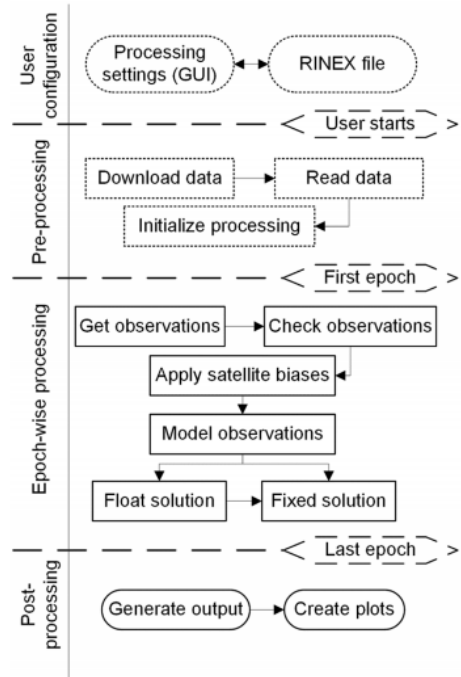 User
configuration
Processing
settings (GUI)
RINEX file
User starts
Pre-processing
Download data
Read data
Initialize processing
First epoch
Epoch-wise processing
Get observations
Check observations
Apply satellite biases
Model observations
Float solution
Fixed solution
Last epoch
Post-
processing
Generate output
Create plots